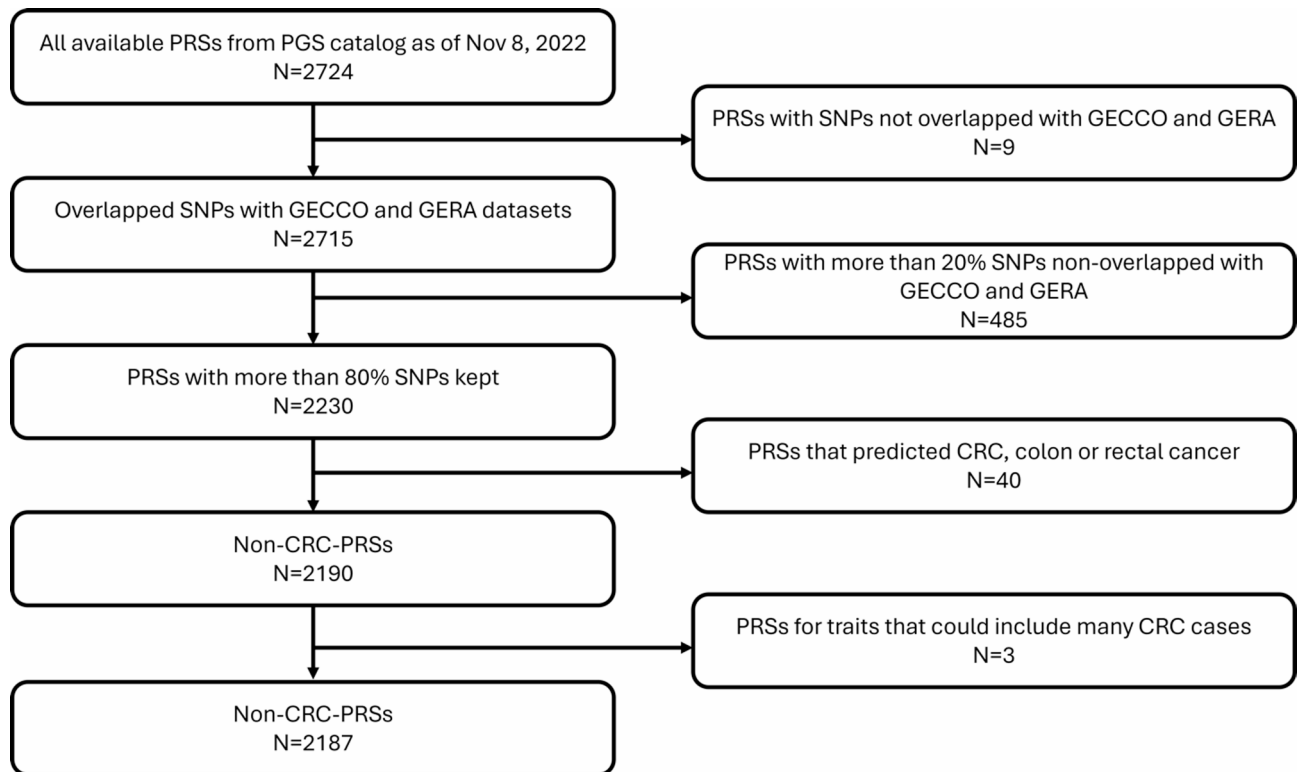 All available PRSs from PGS catalog as of Nov 8, 2022
N=2724
PRSs with SNPs not overlapped with GECCO and GERA
N=9
Overlapped SNPs with GECCO and GERA datasets
N=2715
PRSs with more than 20% SNPs non-overlapped with
GECCO and GERA
N=485
PRSs with more than 80% SNPs kept
N=2230
PRSs that predicted CRC, colon or rectal cancer
N=40
Non-CRC-PRSs
N=2190
PRSs for traits that could include many CRC cases
N=3
Non-CRC-PRSs
N=2187